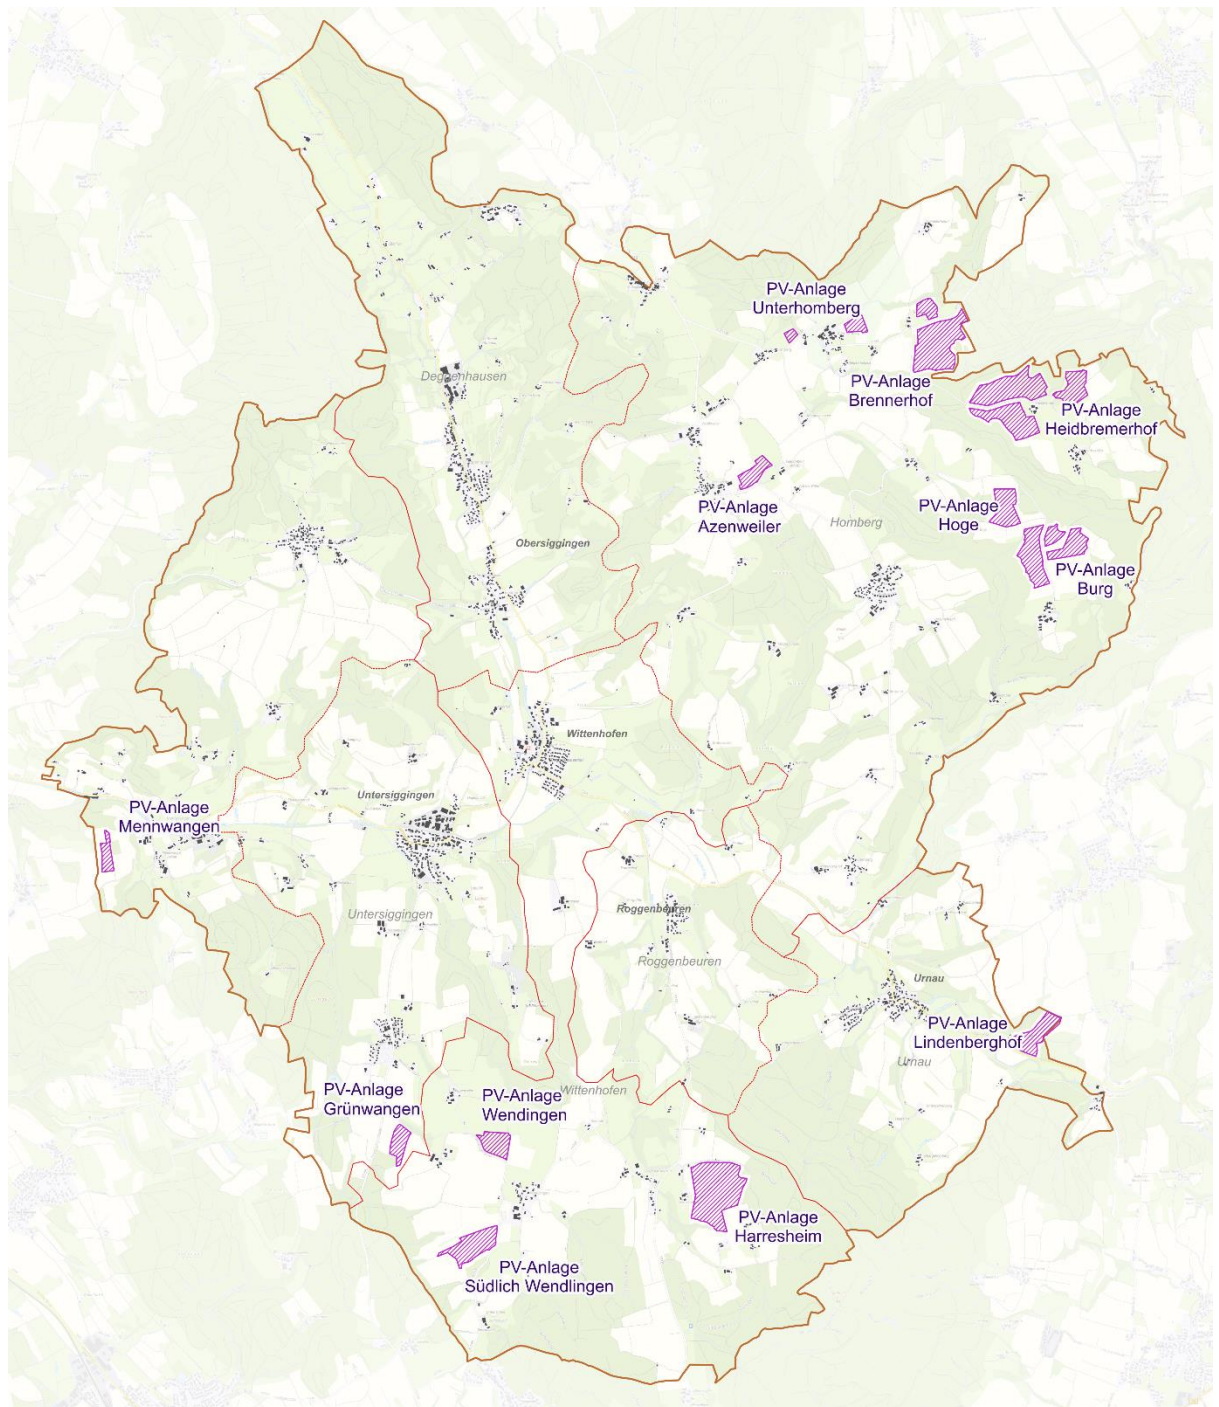 PV-Anlage
Unterhomberg
Deggenhausen
PV-Anlage
Brennerhof
PV-Anlage
Heidbremerhof
PV-Anlage
Azenweiler
PV-Anlage
Hoge
Homberg
Obersiggingen
PV-Anlage
Burg
Wittenhofen
Untersiggingen
PV-Anlage
Mennwangen
Untersiggingen
Roggenbeuren
Roggenbeuren
Urnau
PV-Anlage
Lindenberghof
Urnau
PV-Anlage
Grünwangen
PV-Anlage
Wendingen
Wittenhofen
PV-Anlage
Harresheim
PV-Anlage
Südlich Wendlingen